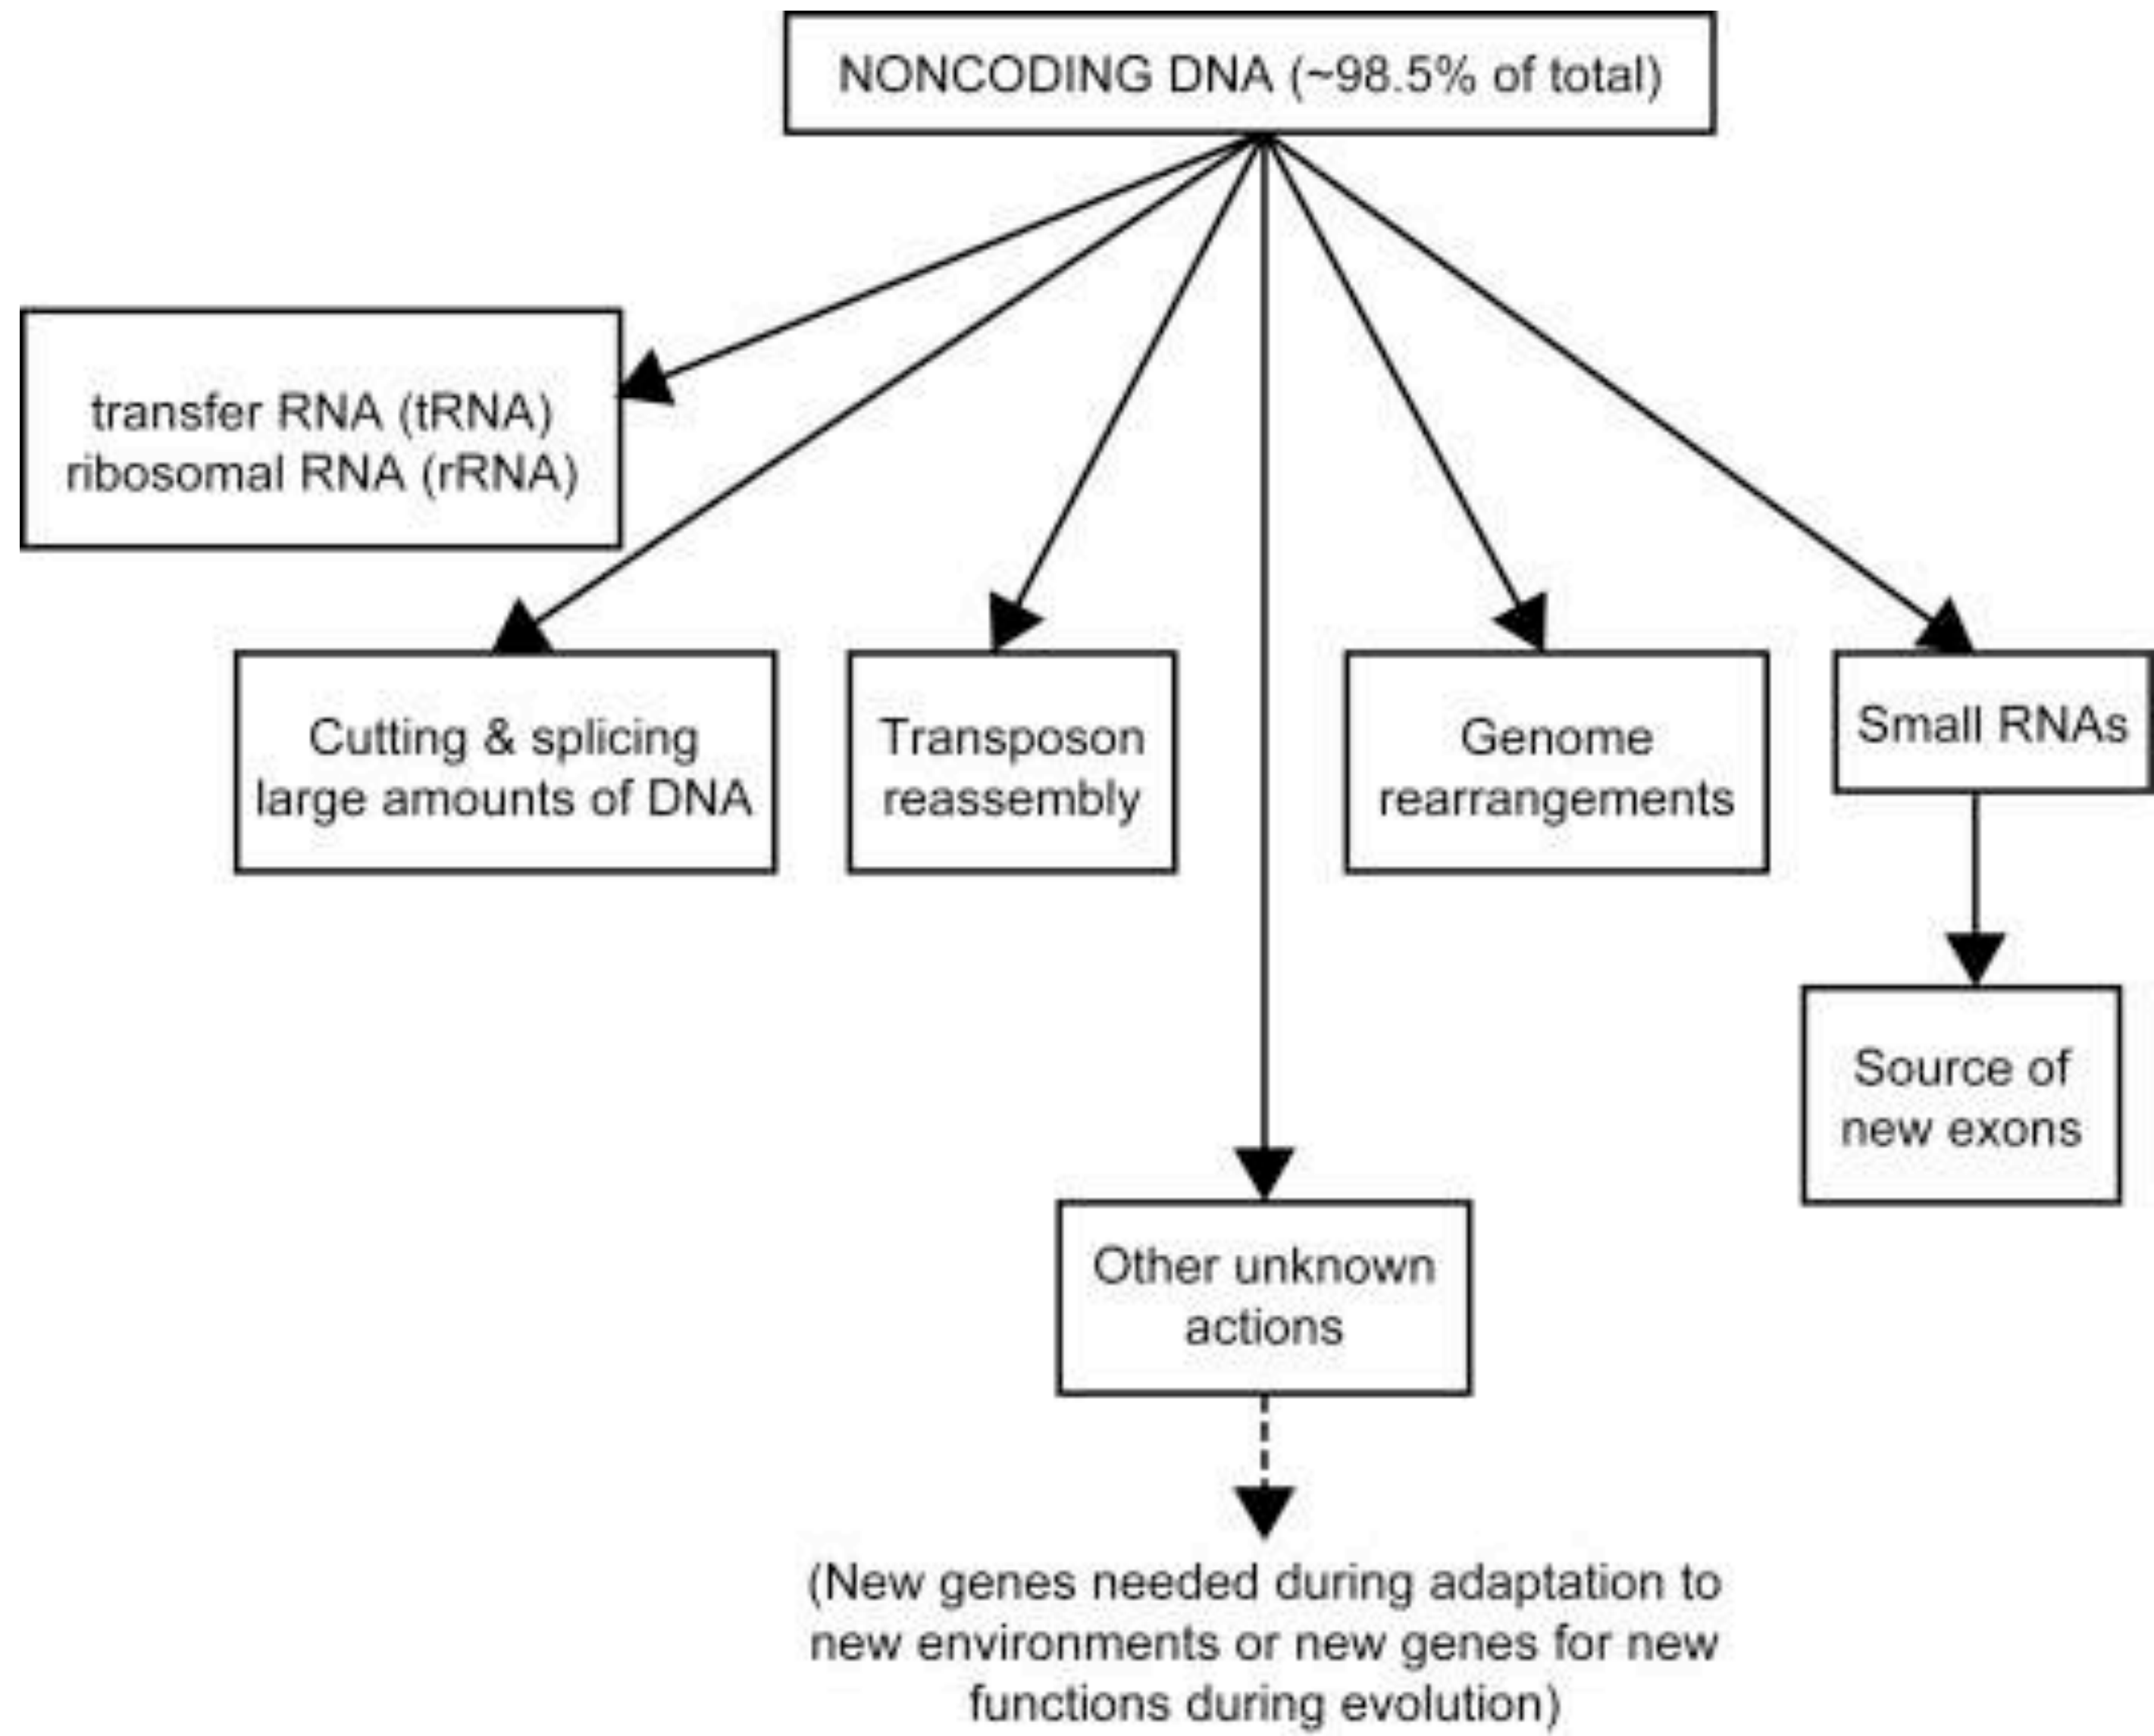 NONCODING DNA (~98.5% of total)
transfer RNA (tRNA)
ribosomal RNA (rRNA)
Cutting & splicing
large amounts of DNA
Transposon
reassembly
Genome
rearrangements
Small RNAs
Source of
new exons
Other unknown
actions
(New genes needed during adaptation to
new environments or new genes for new
functions during evolution)